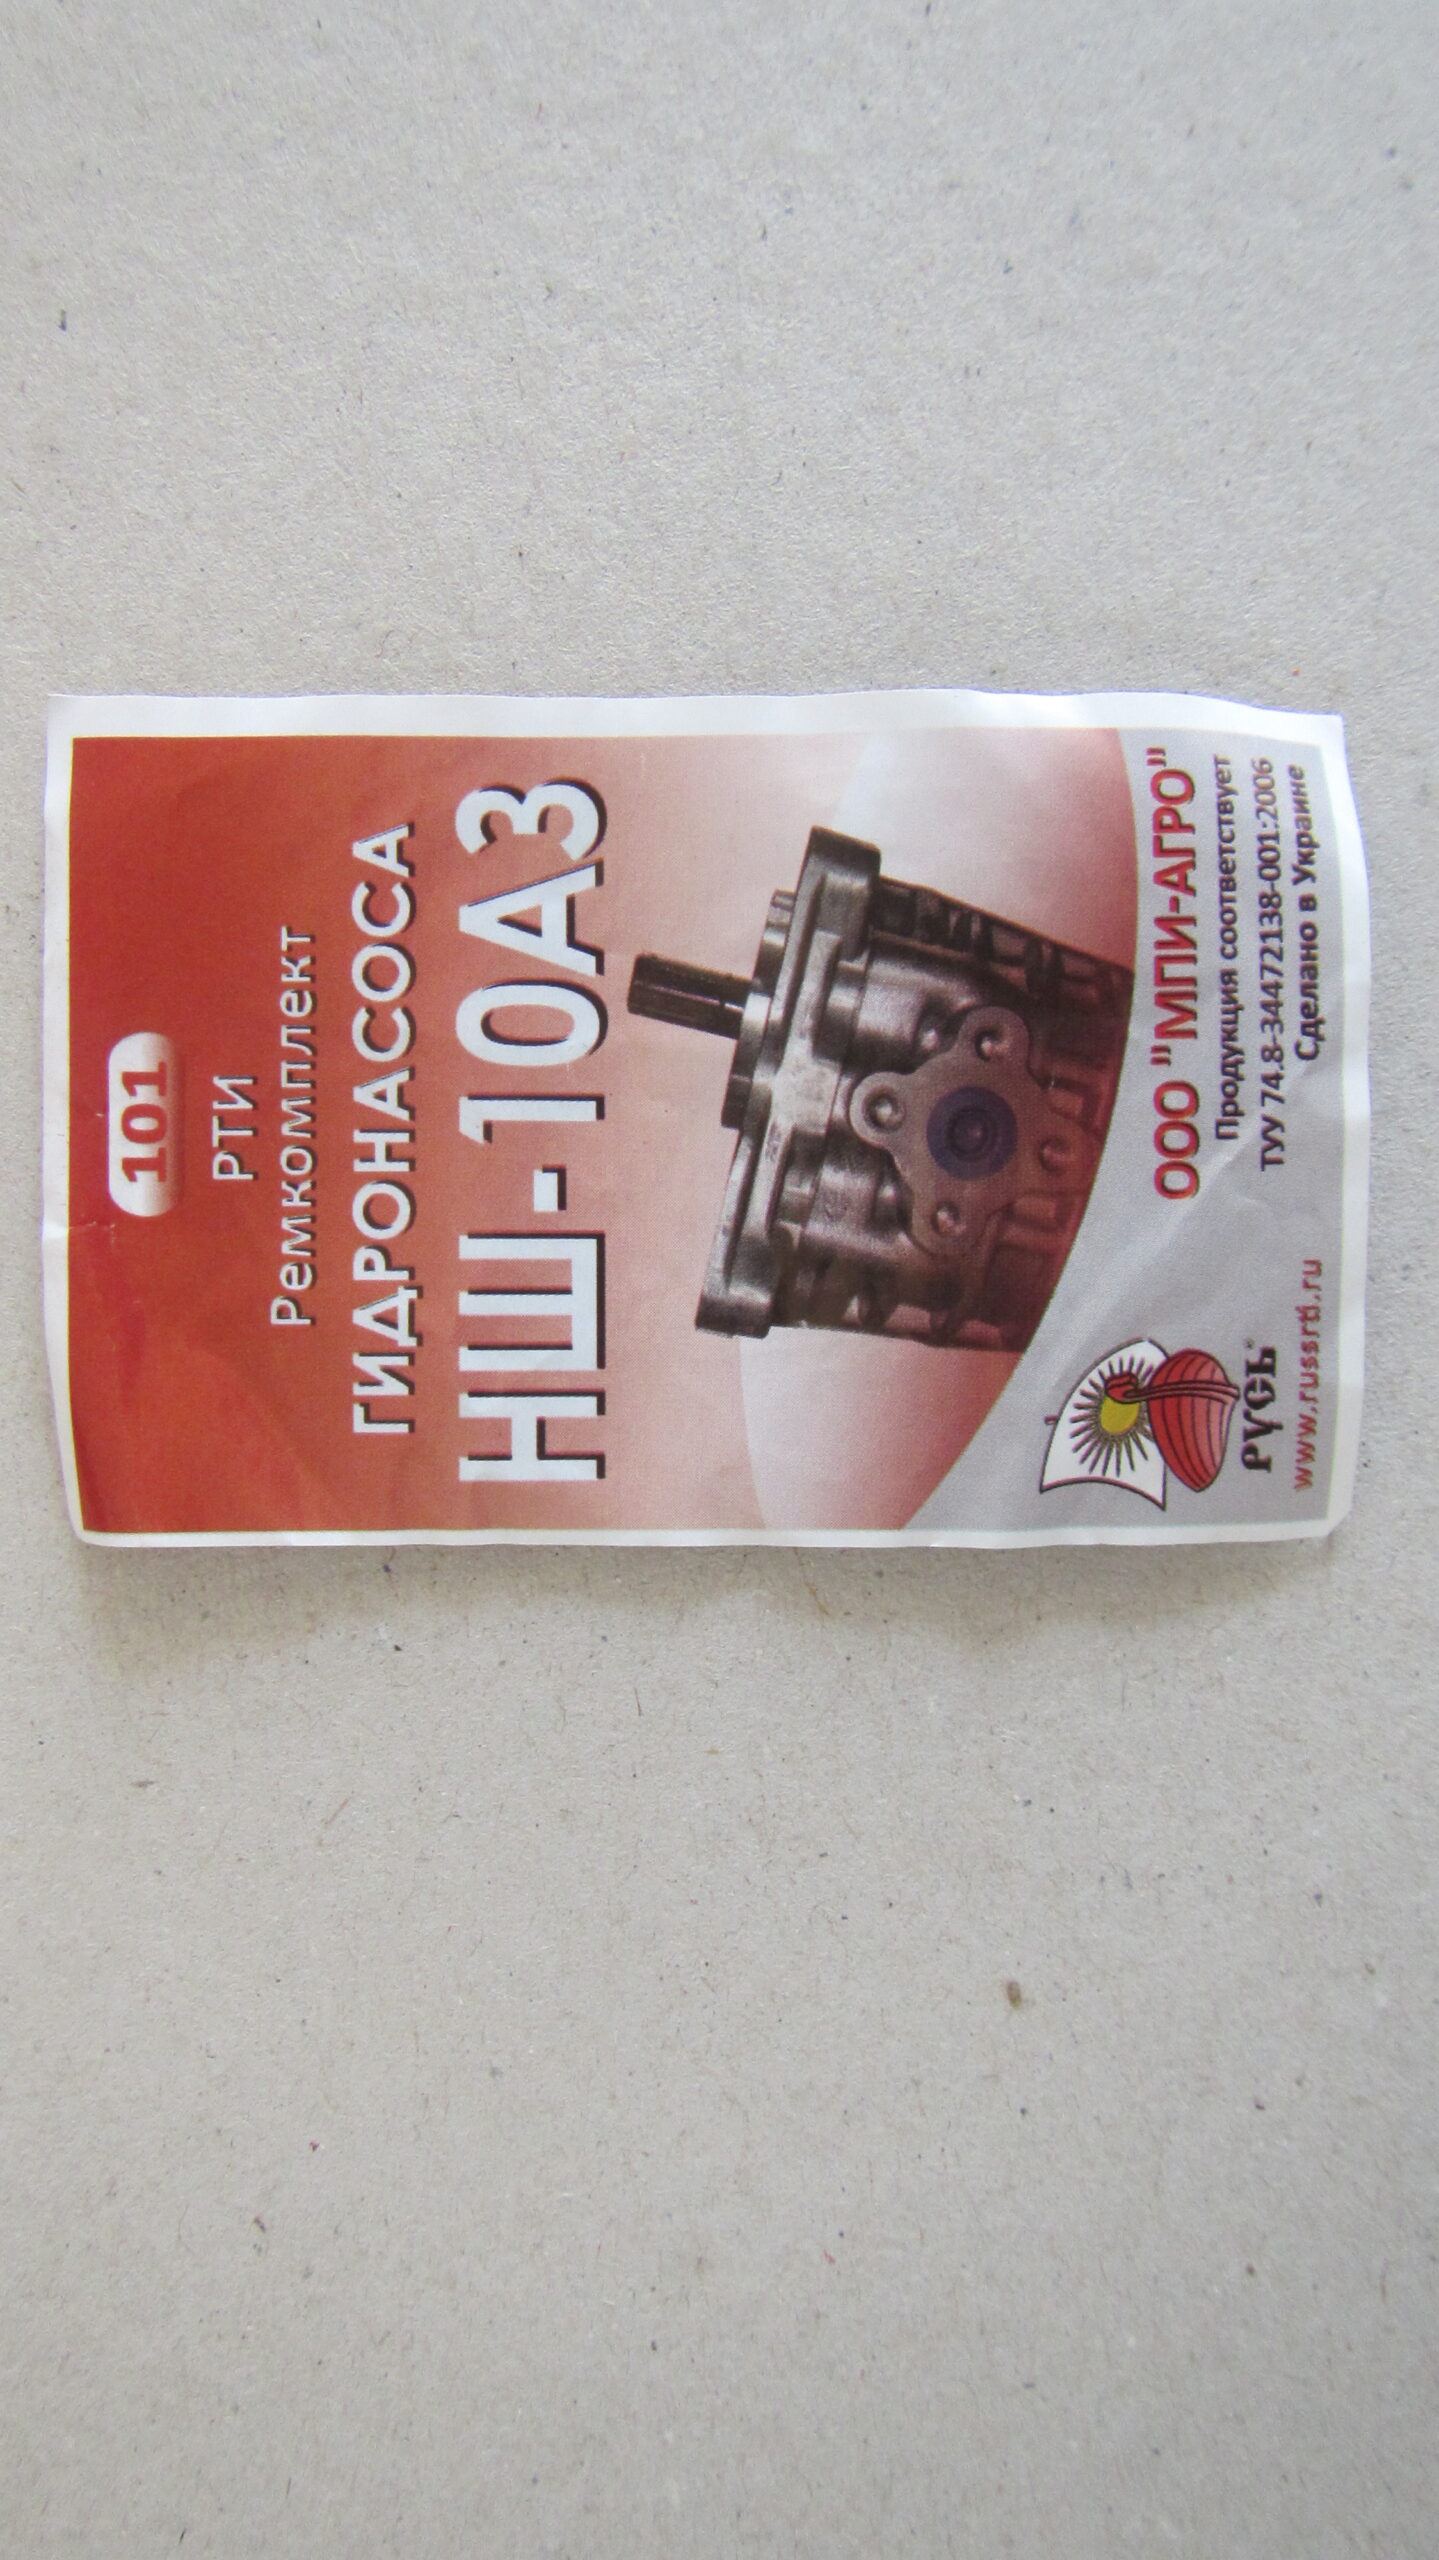 101
РТИ
Ремкомплект
ГИДРОНАСОСА
НШ-10А3
ООО "МПИ-АГРО"
Продукция соответствует
ТУУ 74.8-34472138-001:2006
Сделано в Украине
РУСЬ
www.russrti.ru